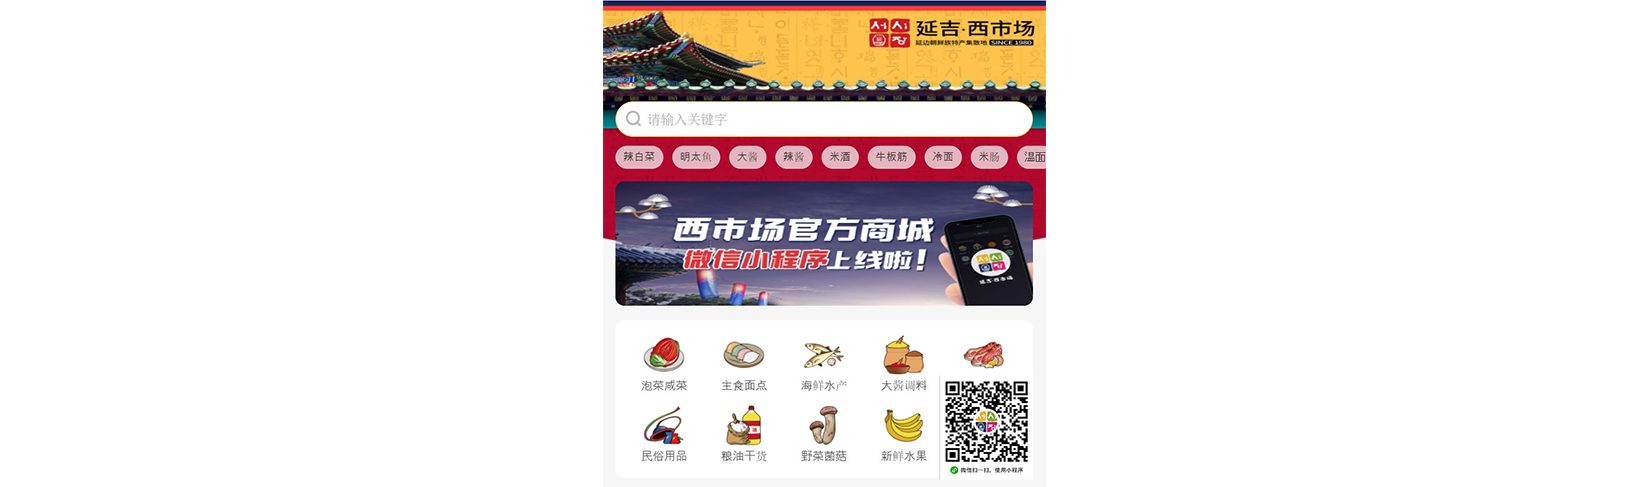 延吉·西市场
延边朝鲜族特产集散地 SINCE 1980
请输入关键字
辣白菜 明太鱼 大酱 辣酱 米酒 牛板筋 冷面 米肠 温面
西市场官方商城
微信小程序上线啦!
延吉·西市场
泡菜咸菜 主食面点 海鲜水产 大酱调料
民俗用品 粮油干货 野菜菌菇 新鲜水果
微信扫一扫,使用小程序